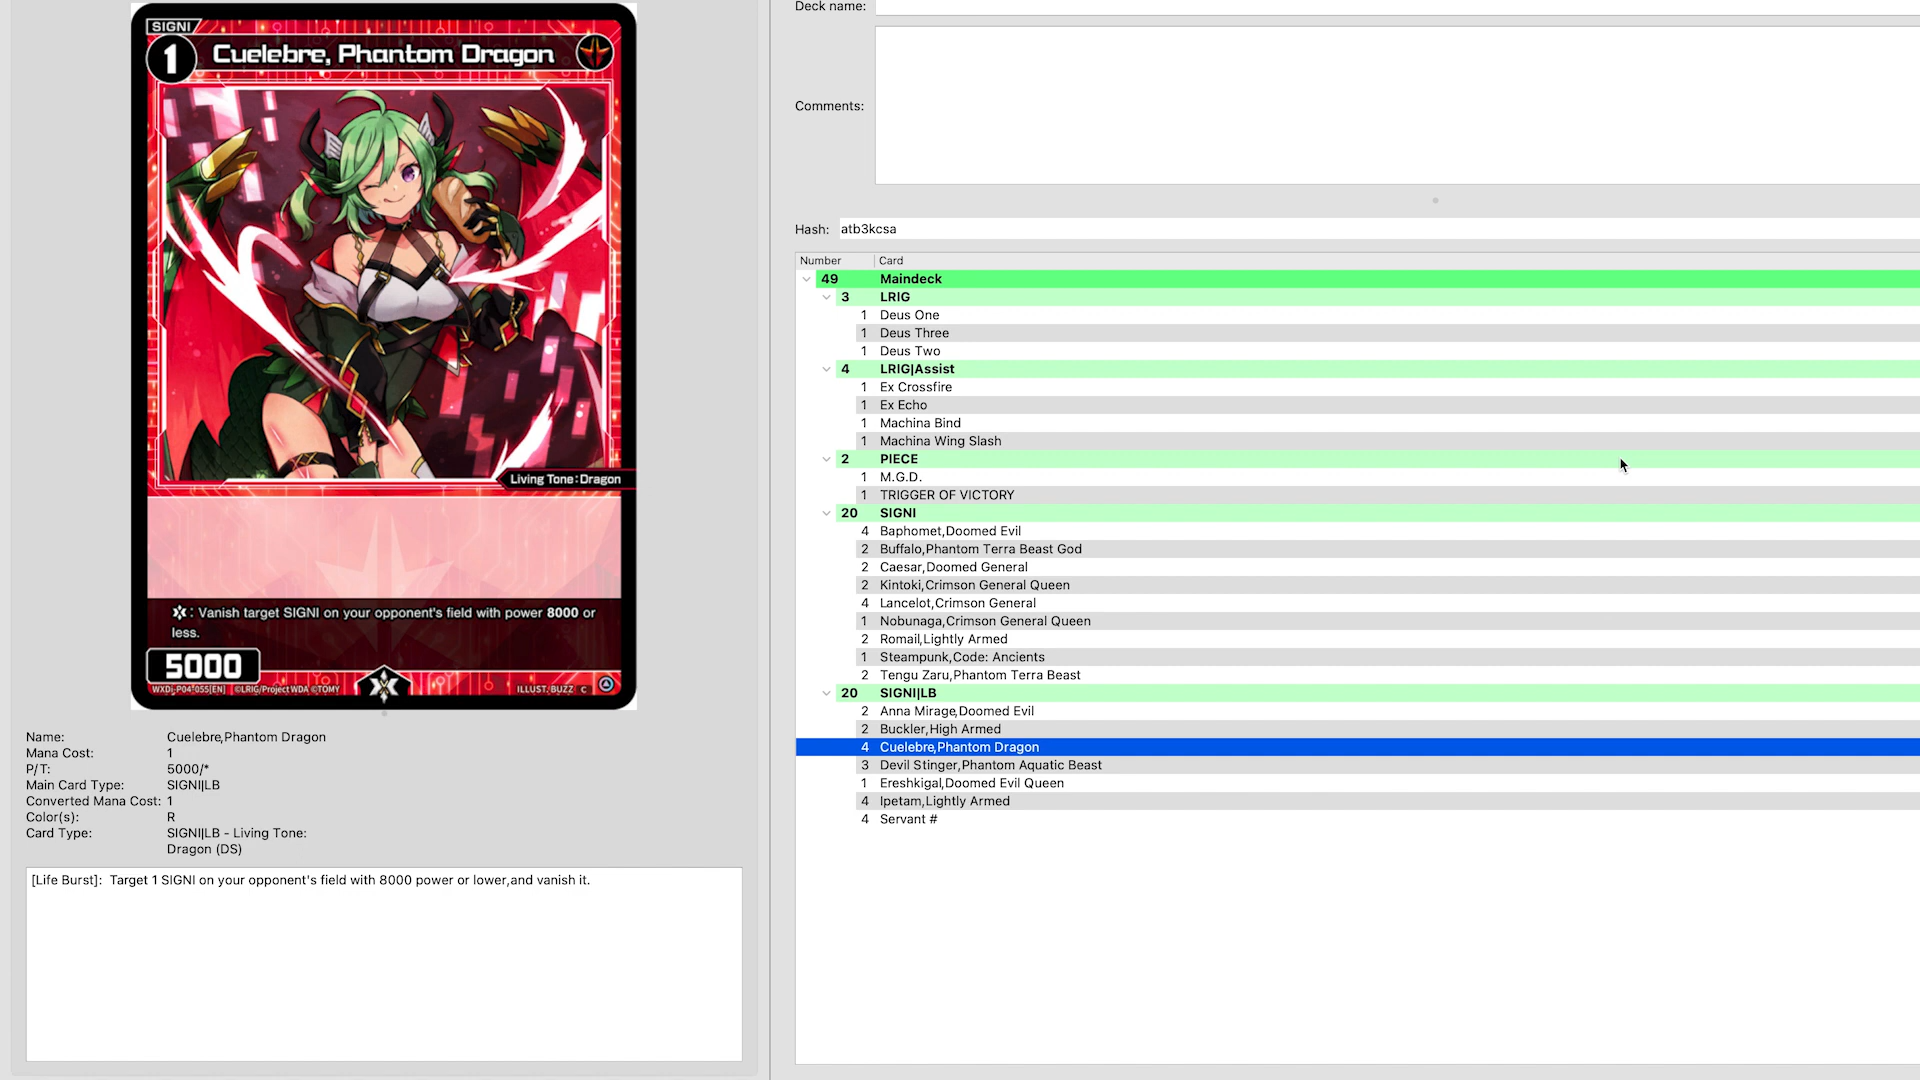 SIGNI
1
Cuelebre, Phantom Dragon
Living Tone:Dragon
: Vanish target SIGNI on your opponent's field with power 8000 or
less.
5000
WXDi-P04-055[EN] ©LRIG/Project WDA ©TOMY
ILLUST. BUZZ C
Name: Cuelebre,Phantom Dragon
Mana Cost: 1
P/T: 5000/*
Main Card Type: SIGNI|LB
Converted Mana Cost: 1
Color(s): R
Card Type: SIGNI|LB - Living Tone:
Dragon (DS)
[Life Burst]: Target 1 SIGNI on your opponent's field with 8000 power or lower,and vanish it.
Deck name:
Comments:
Hash: atb3kcsa
Number Card
49 Maindeck
3 LRIG
1 Deus One
1 Deus Three
1 Deus Two
4 LRIG|Assist
1 Ex Crossfire
1 Ex Echo
1 Machina Bind
1 Machina Wing Slash
2 PIECE
1 M.G.D.
1 TRIGGER OF VICTORY
20 SIGNI
4 Baphomet,Doomed Evil
2 Buffalo,Phantom Terra Beast God
2 Caesar,Doomed General
2 Kintoki,Crimson General Queen
4 Lancelot,Crimson General
1 Nobunaga,Crimson General Queen
2 Romail,Lightly Armed
1 Steampunk,Code: Ancients
2 Tengu Zaru,Phantom Terra Beast
20 SIGNI|LB
2 Anna Mirage,Doomed Evil
2 Buckler,High Armed
4 Cuelebre,Phantom Dragon
3 Devil Stinger,Phantom Aquatic Beast
1 Ereshkigal,Doomed Evil Queen
4 Ipetam,Lightly Armed
4 Servant #